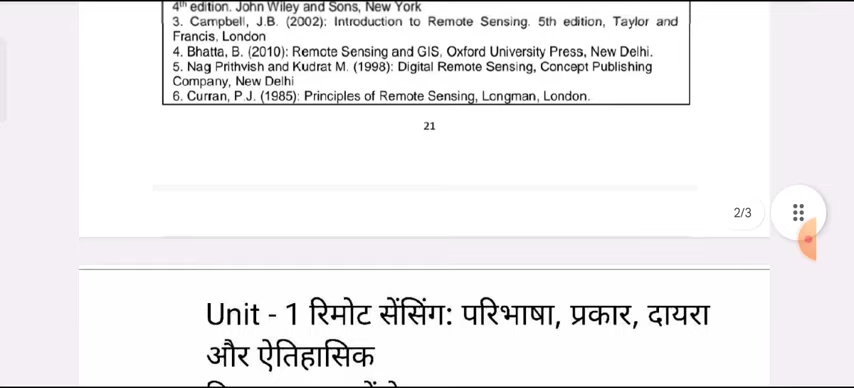 4th edition. John Wiley and Sons, New York
3. Campbell, J.B. (2002): Introduction to Remote Sensing. 5th edition, Taylor and
Francis, London
4. Bhatta, B. (2010): Remote Sensing and GIS, Oxford University Press, New Delhi.
5. Nag Prithvish and Kudrat M. (1998): Digital Remote Sensing, Concept Publishing
Company, New Delhi
6. Curran, P.J. (1985): Principles of Remote Sensing, Longman, London.
21
2/3
Unit - 1 रिमोट सेंसिंग: परिभाषा, प्रकार, दायरा
और ऐतिहासिक